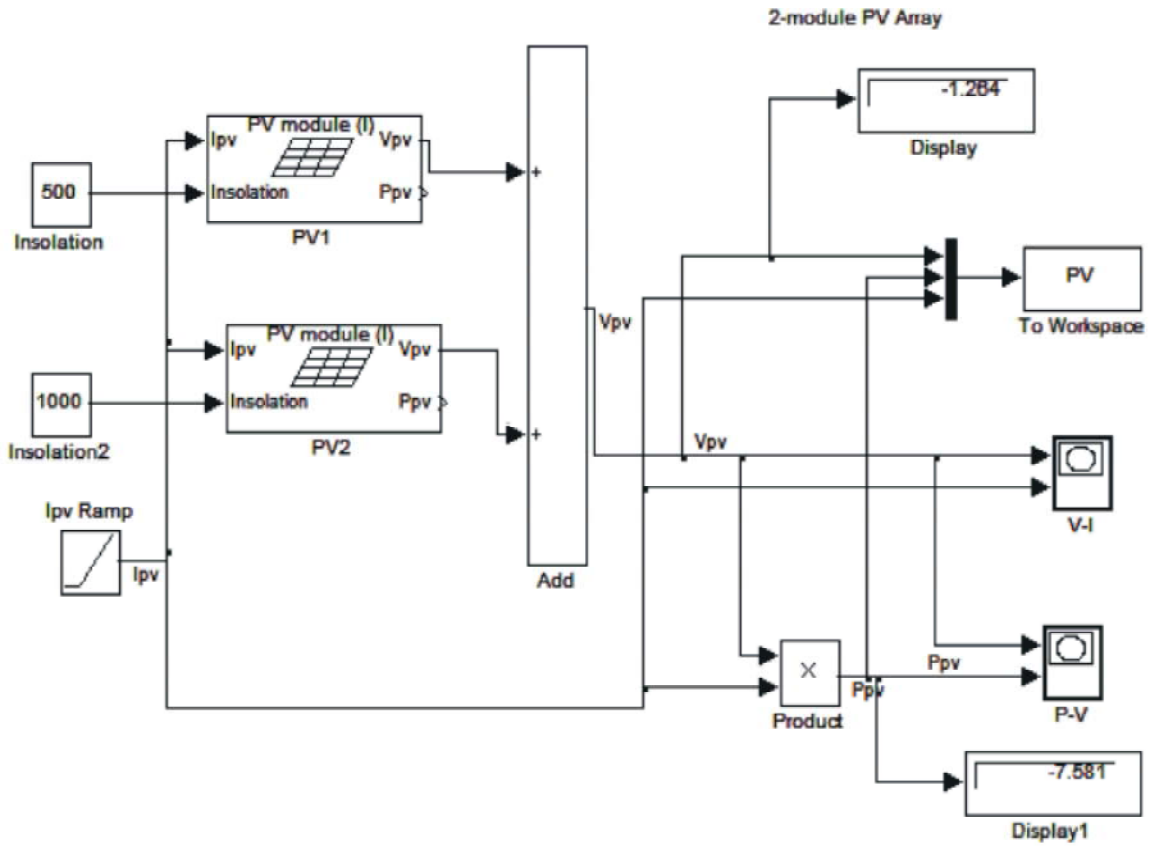 2-module PV Array
-1.264
Display
PV module (I)
Ipv
Vpv
Insolation
Ppv
PV1
500
Insolation
+
PV
To Workspace
Vpv
PV module (I)
Ipv
Vpv
Insolation
Ppv
PV2
1000
Insolation2
+
Vpv
V-I
Ipv Ramp
Ipv
Add
X
Product
Ppv
Ppv
P-V
-7.581
Display1